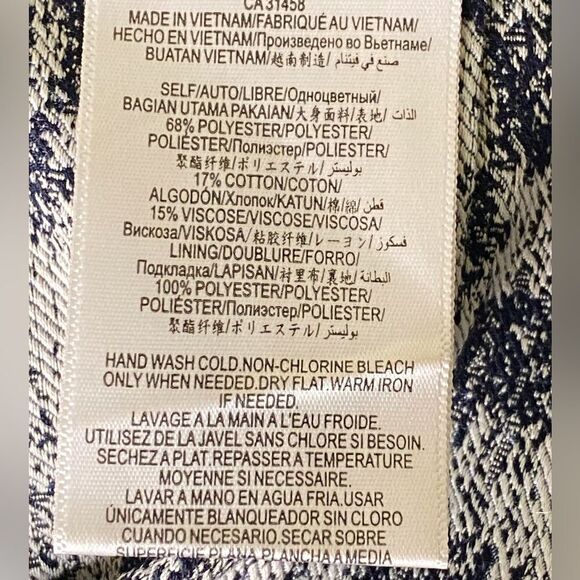 CA 31458
MADE IN VIETNAM/FABRIQUÉ AU VIETNAM/
HECHO EN VIETNAM/Произведено во Вьетнаме/
BUATAN VIETNAM/越南制造/ صنع في فيتنام
SELF/AUTO/LIBRE/Одноцветный/
BAGIAN UTAMA PAKAIAN/大身面料/表地/ الذات
68% POLYESTER/POLYESTER/
POLIÉSTER/Полиэстер/POLIESTER/
聚酯纤维/ポリエステル/ بوليستر
17% COTTON/COTON/
ALGODÓN/Хлопок/KATUN/棉/綿/ قطن
15% VISCOSE/VISCOSE/VISCOSA/
Вискоза/VISKOSA/粘胶纤维/レーヨン/ فسكوز
LINING/DOUBLURE/FORRO/
Подкладка/LAPISAN/衬里布/裏地/ البطانة
100% POLYESTER/POLYESTER/
POLIÉSTER/Полиэстер/POLIESTER/
聚酯纤维/ポリエステル/ بوليستر
HAND WASH COLD.NON-CHLORINE BLEACH
ONLY WHEN NEEDED.DRY FLAT.WARM IRON
IF NEEDED.
LAVAGE A LA MAIN A L'EAU FROIDE.
UTILISEZ DE LA JAVEL SANS CHLORE SI BESOIN.
SECHEZ A PLAT.REPASSER A TEMPERATURE
MOYENNE SI NECESSAIRE.
LAVAR A MANO EN AGUA FRIA.USAR
ÚNICAMENTE BLANQUEADOR SIN CLORO
CUANDO NECESARIO.SECAR SOBRE
SUPERFICIE PLANA.PLANCHA A MEDIA